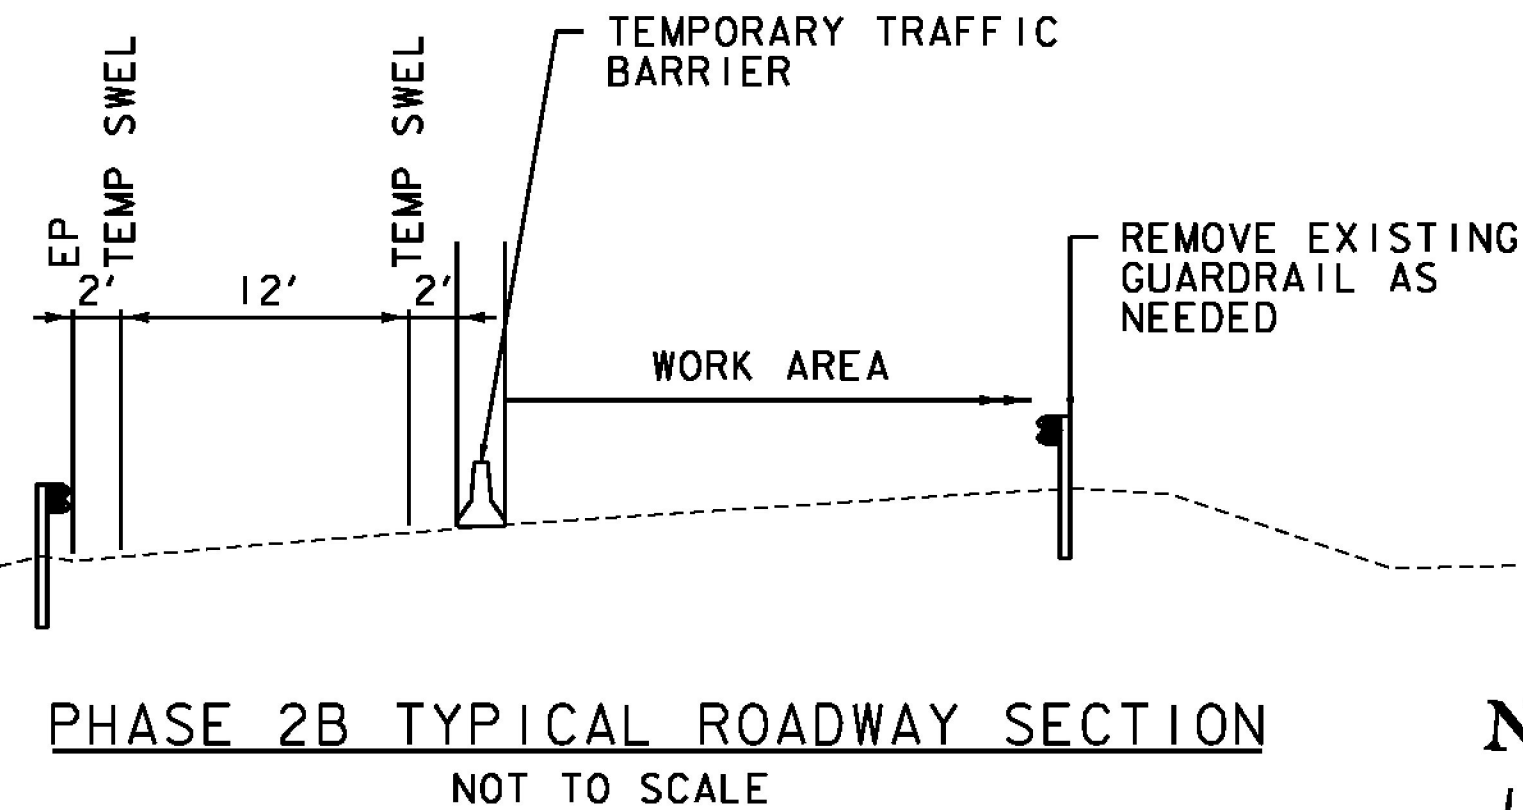 TEMPORARY TRAFFIC
BARRIER
EP
TEMP SWEL
TEMP SWEL
2'
12'
2'
REMOVE EXISTING
GUARDRAIL AS
NEEDED
WORK AREA
PHASE 2B TYPICAL ROADWAY SECTION
NOT TO SCALE
N